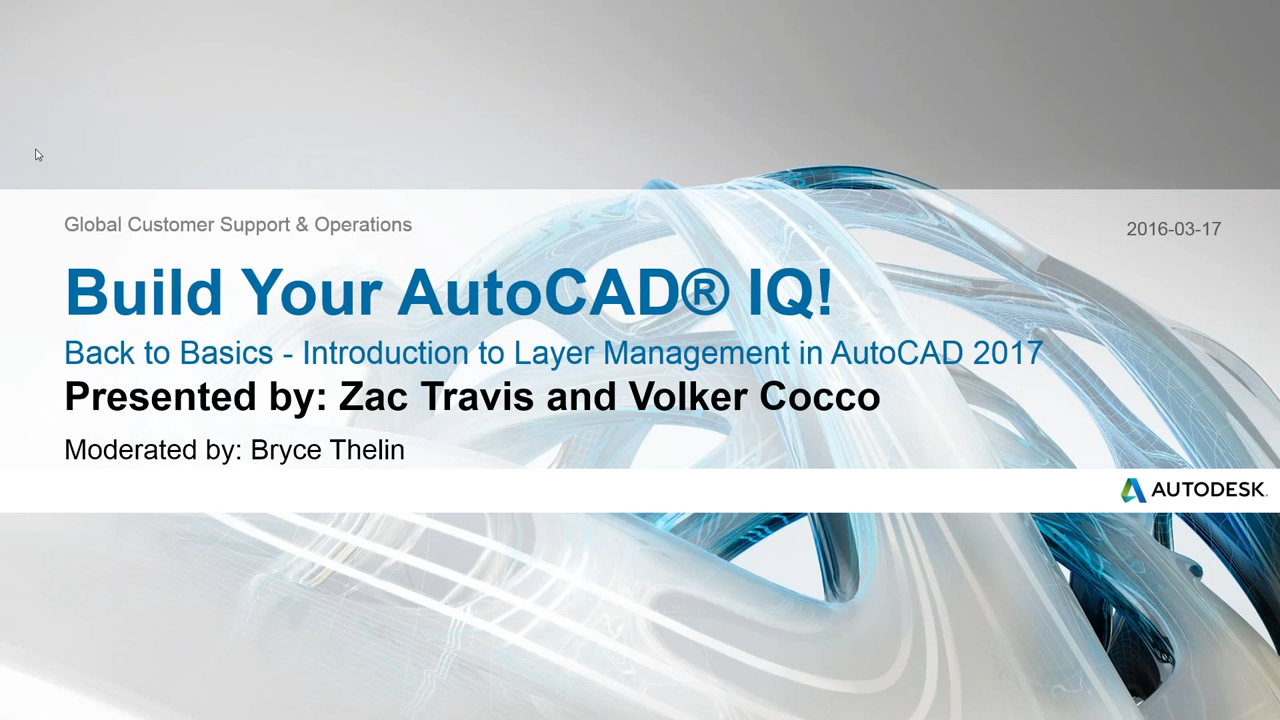 Global Customer Support & Operations
2016-03-17
Build Your AutoCAD® IQ!
Back to Basics - Introduction to Layer Management in AutoCAD 2017
Presented by: Zac Travis and Volker Cocco
Moderated by: Bryce Thelin
AUTODESK.